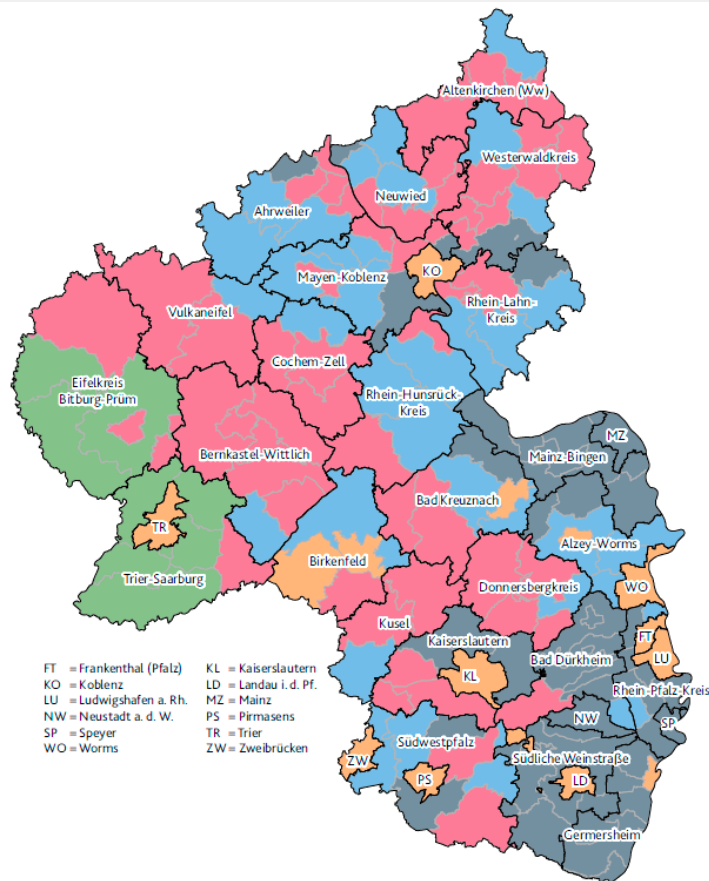 Altenkirchen (Ww)
Westerwaldkreis
Neuwied
Ahrweiler
KO
Mayen-Koblenz
Rhein-Lahn-
Kreis
Vulkaneifel
Cochem-Zell
Eifelkreis
Bitburg-Prüm
Rhein-Hunsrück-
Kreis
MZ
Bernkastel-Wittlich
Mainz-Bingen
Bad Kreuznach
TR
Alzey-Worms
Birkenfeld
Trier-Saarburg
Donnersbergkreis
WO
Kusel
Kaiserslautern
FT
Bad Dürkheim
LU
KL
Rhein-Pfalz-Kreis
NW
SP
Südwestpfalz
Südliche Weinstraße
ZW
PS
LD
Germersheim
FT = Frankenthal (Pfalz)
KO = Koblenz
LU = Ludwigshafen a. Rh.
NW = Neustadt a. d. W.
SP = Speyer
WO = Worms
KL = Kaiserslautern
LD = Landau i. d. Pf.
MZ = Mainz
PS = Pirmasens
TR = Trier
ZW = Zweibrücken